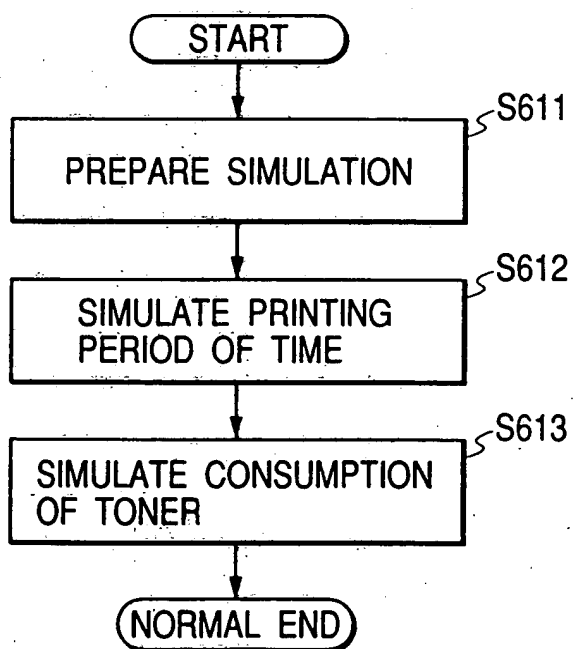 START
S611
PREPARE SIMULATION
S612
SIMULATE PRINTING
PERIOD OF TIME
S613
SIMULATE CONSUMPTION
OF TONER
NORMAL END